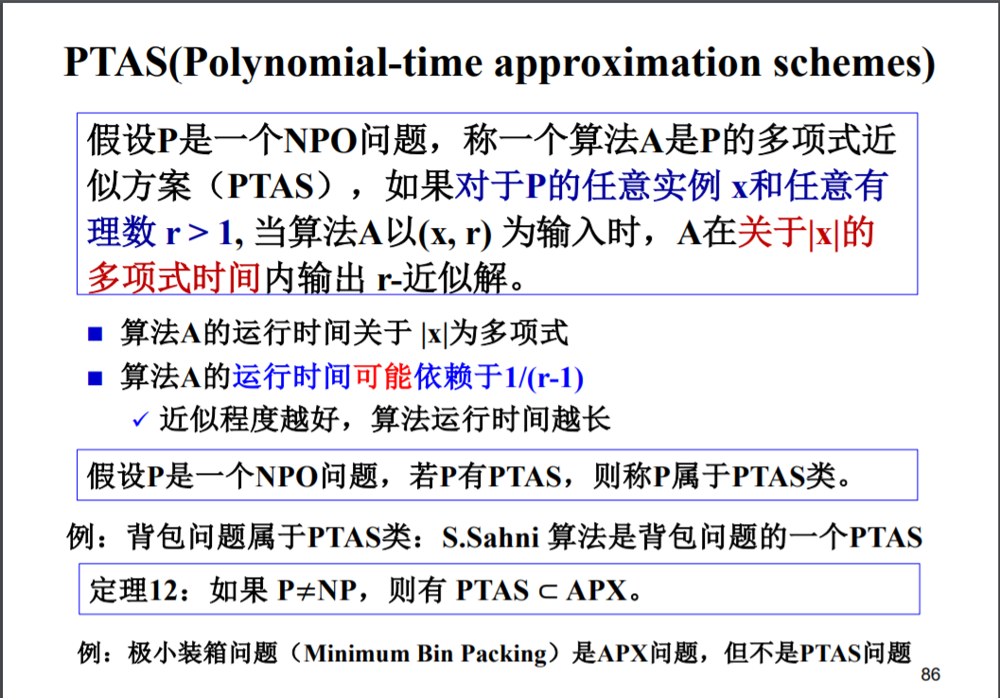 PTAS(Polynomial-time approximation schemes)
假设P是一个NPO问题，称一个算法A是P的多项式近
似方案（PTAS），如果对于P的任意实例 x和任意有
理数 r > 1, 当算法A以(x, r) 为输入时，A在关于|x|的
多项式时间内输出 r-近似解。
■ 算法A的运行时间关于 |x|为多项式
■ 算法A的运行时间可能依赖于1/(r-1)
✓ 近似程度越好，算法运行时间越长
假设P是一个NPO问题，若P有PTAS，则称P属于PTAS类。
例：背包问题属于PTAS类：S.Sahni 算法是背包问题的一个PTAS
定理12：如果 P≠NP，则有 PTAS ⊂ APX。
例：极小装箱问题（Minimum Bin Packing）是APX问题，但不是PTAS问题
86